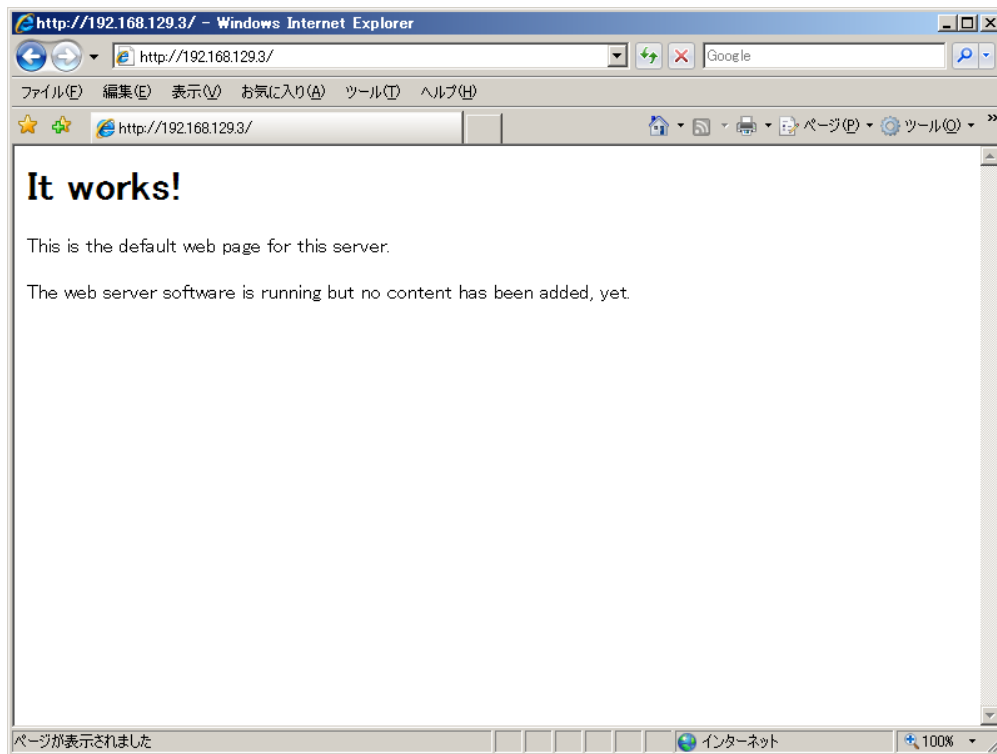 http://192.168.129.3/ - Windows Internet Explorer
http://192.168.129.3/
Google
ファイル(F) 編集(E) 表示(V) お気に入り(A) ツール(T) ヘルプ(H)
http://192.168.129.3/
ページ(P) ツール(O)
It works!
This is the default web page for this server.
The web server software is running but no content has been added, yet.
ページが表示されました
インターネット
100%